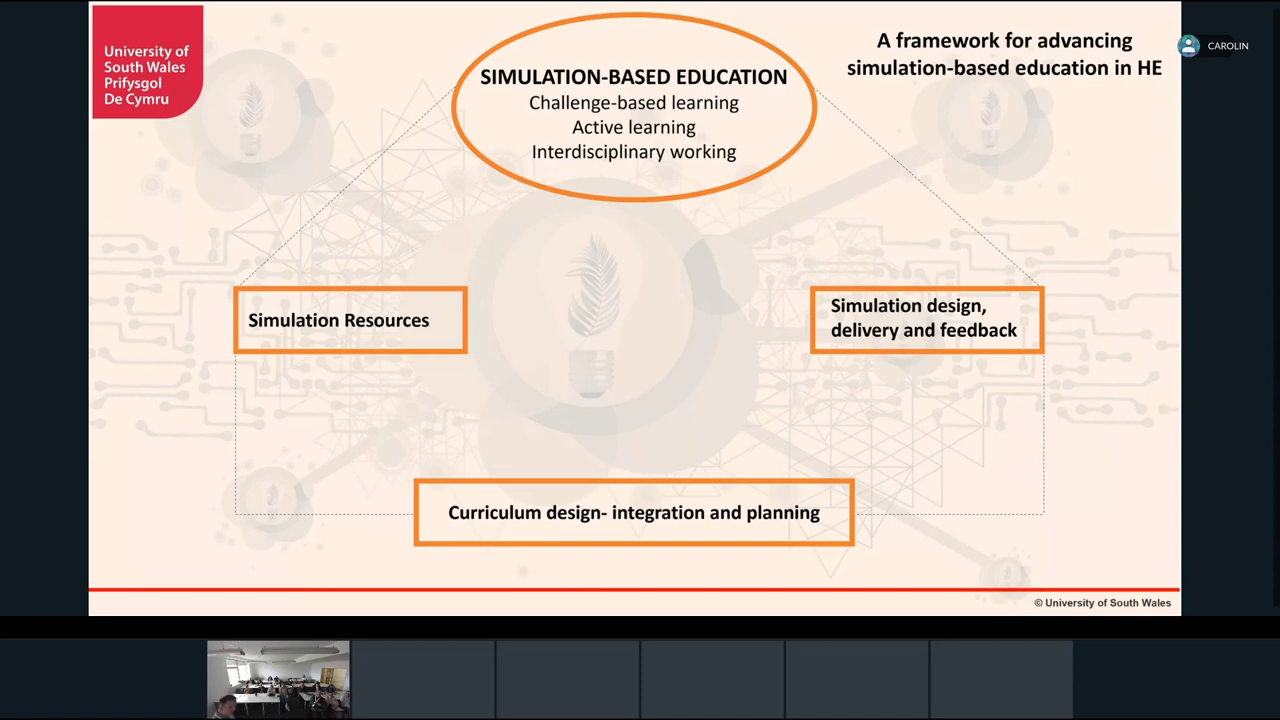 University of
South Wales
Prifysgol
De Cymru
SIMULATION-BASED EDUCATION
Challenge-based learning
Active learning
Interdisciplinary working
A framework for advancing
simulation-based education in HE
CAROLIN
Simulation Resources
Simulation design,
delivery and feedback
Curriculum design- integration and planning
© University of South Wales